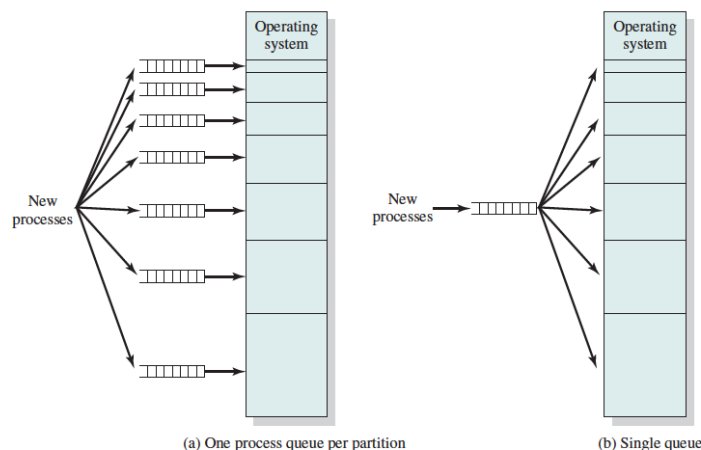 Operating
system
New
processes
(a) One process queue per partition
Operating
system
New
processes
(b) Single queue